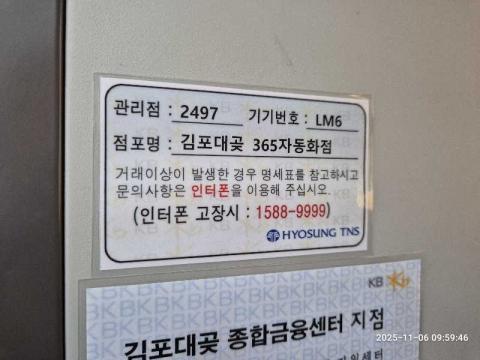 관리점 : 2497 기기번호 : LM6
점포명 : 김포대곶 365자동화점
거래이상이 발생한 경우 명세표를 참고하시고
문의사항은 인터폰을 이용해 주십시오.
(인터폰 고장시 : 1588-9999)
HYOSUNG TNS
KB
김포대곶 종합금융센터 지점
2025-11-06 09:59:46